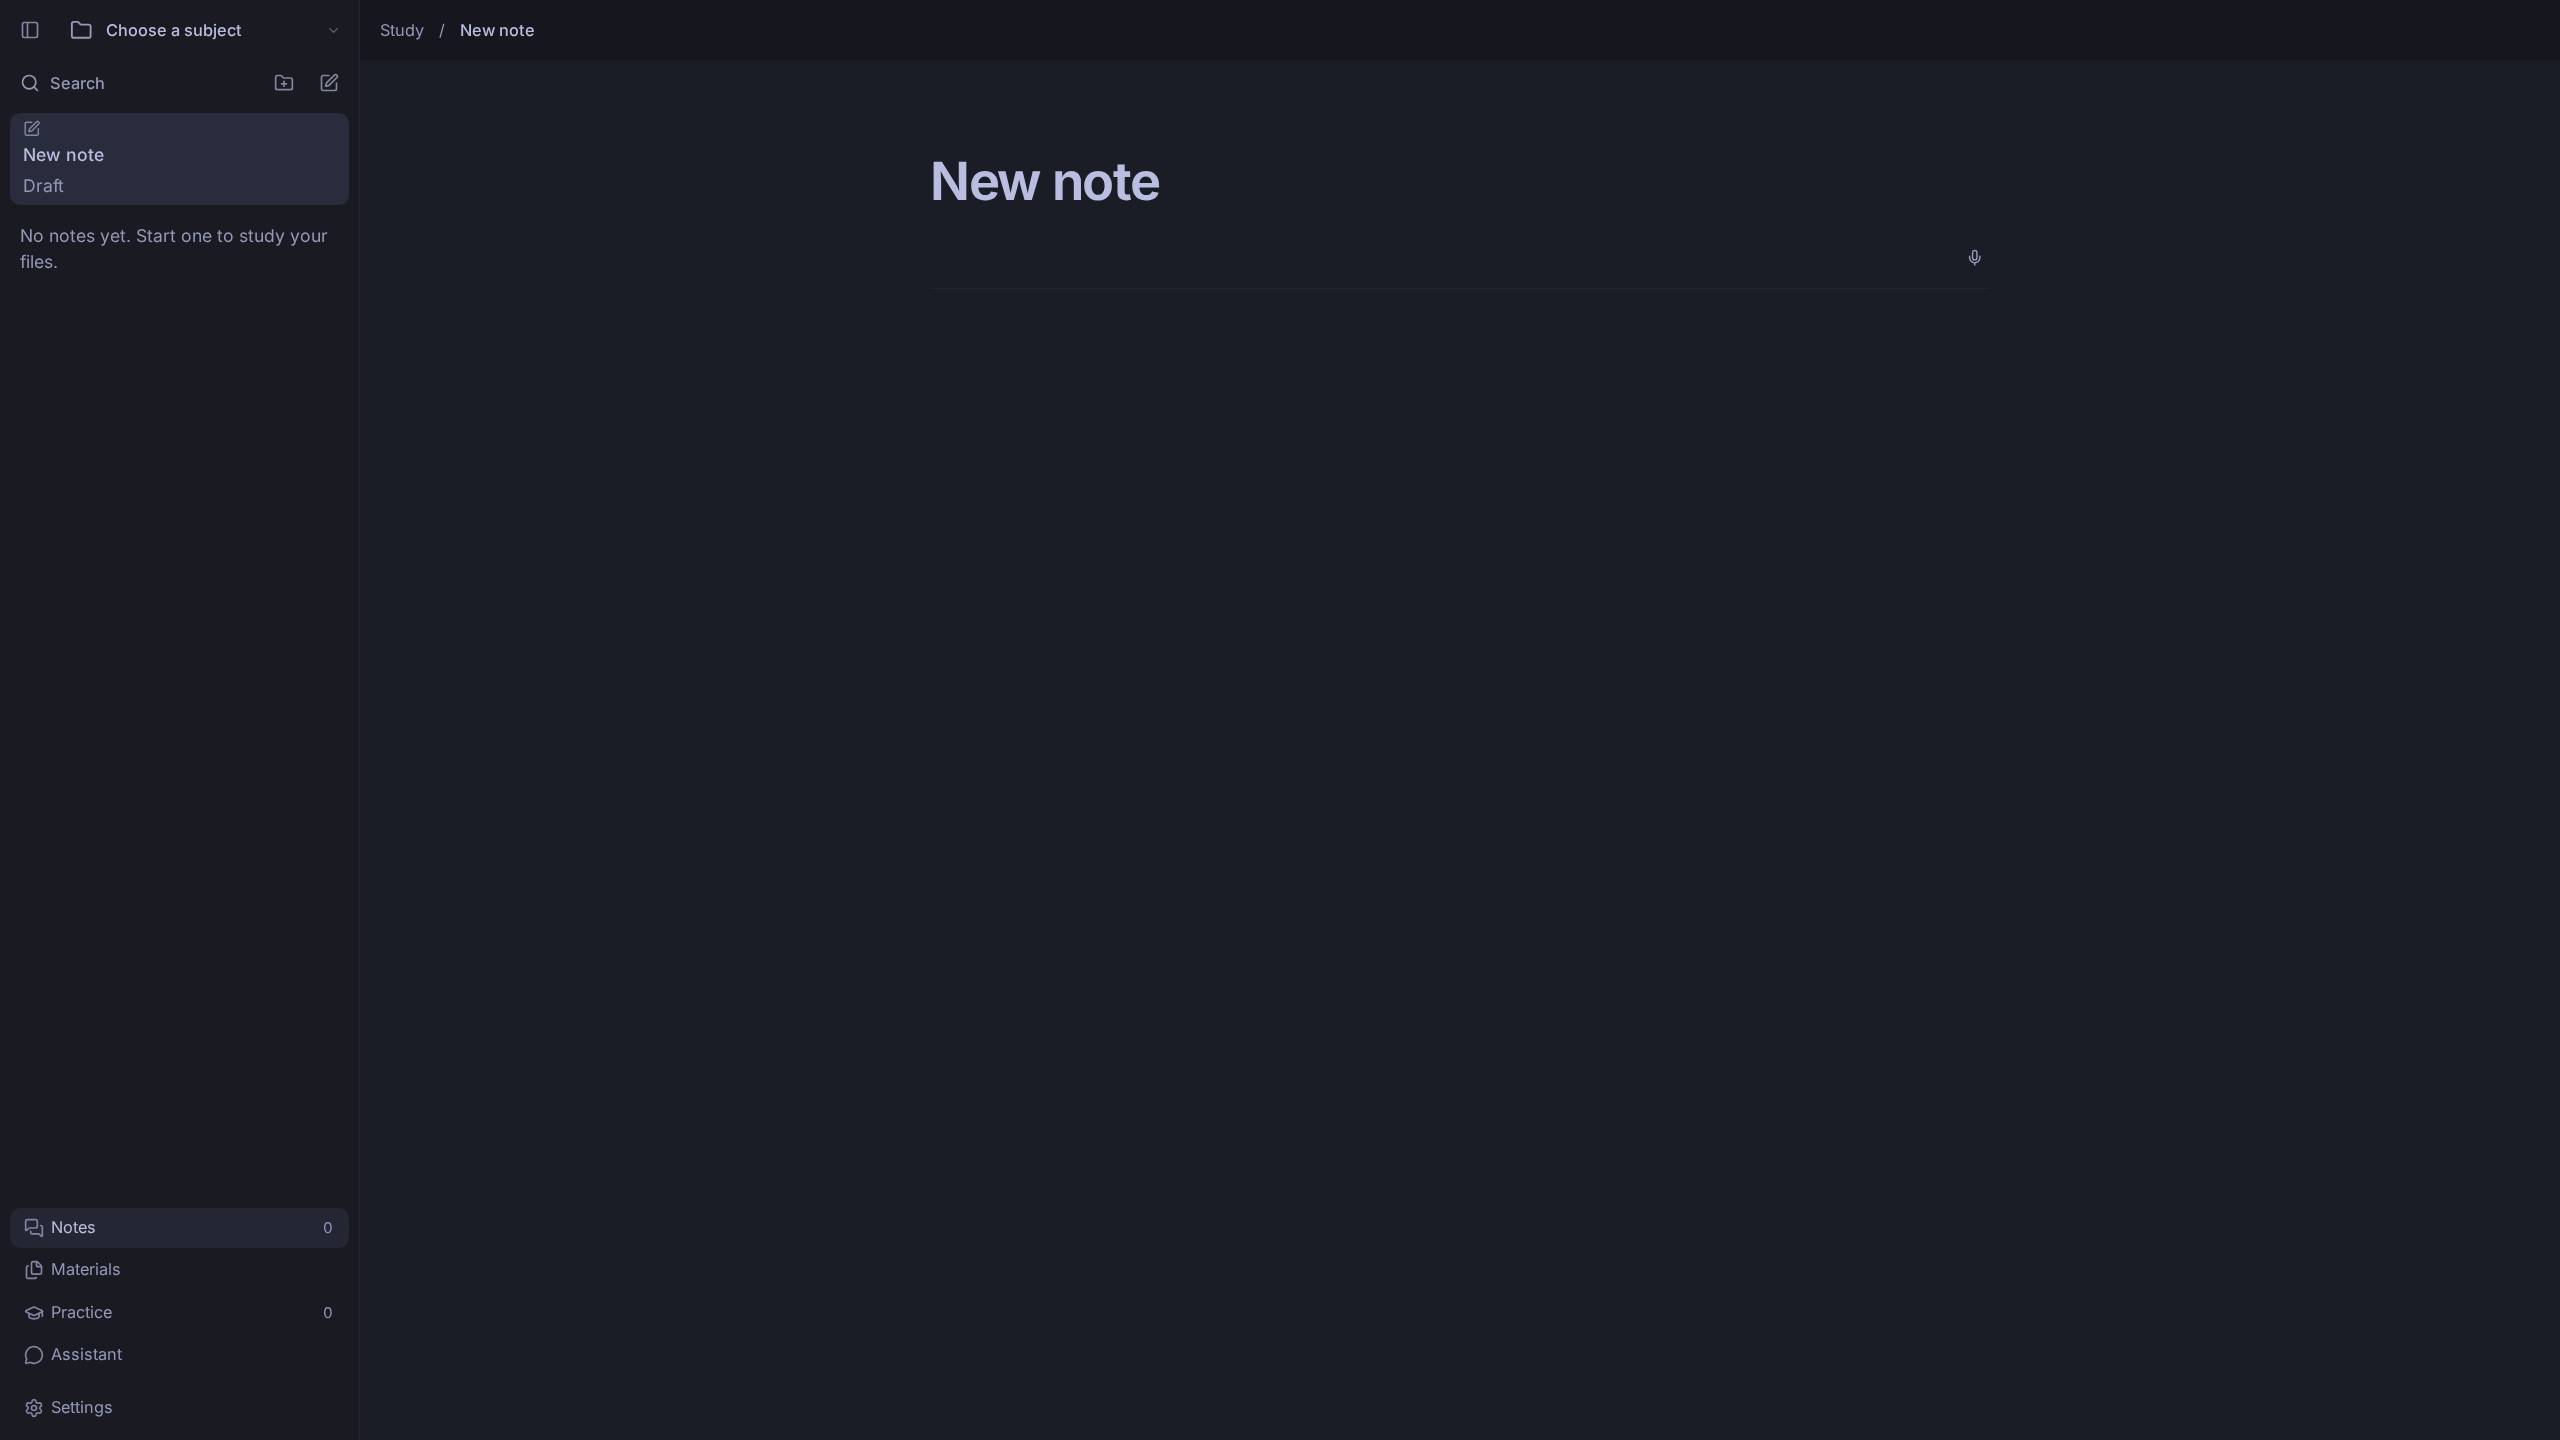 Choose a subject
Search
New note
Draft
No notes yet. Start one to study your
files.
Notes 0
Materials
Practice 0
Assistant
Settings
Study / New note
New note